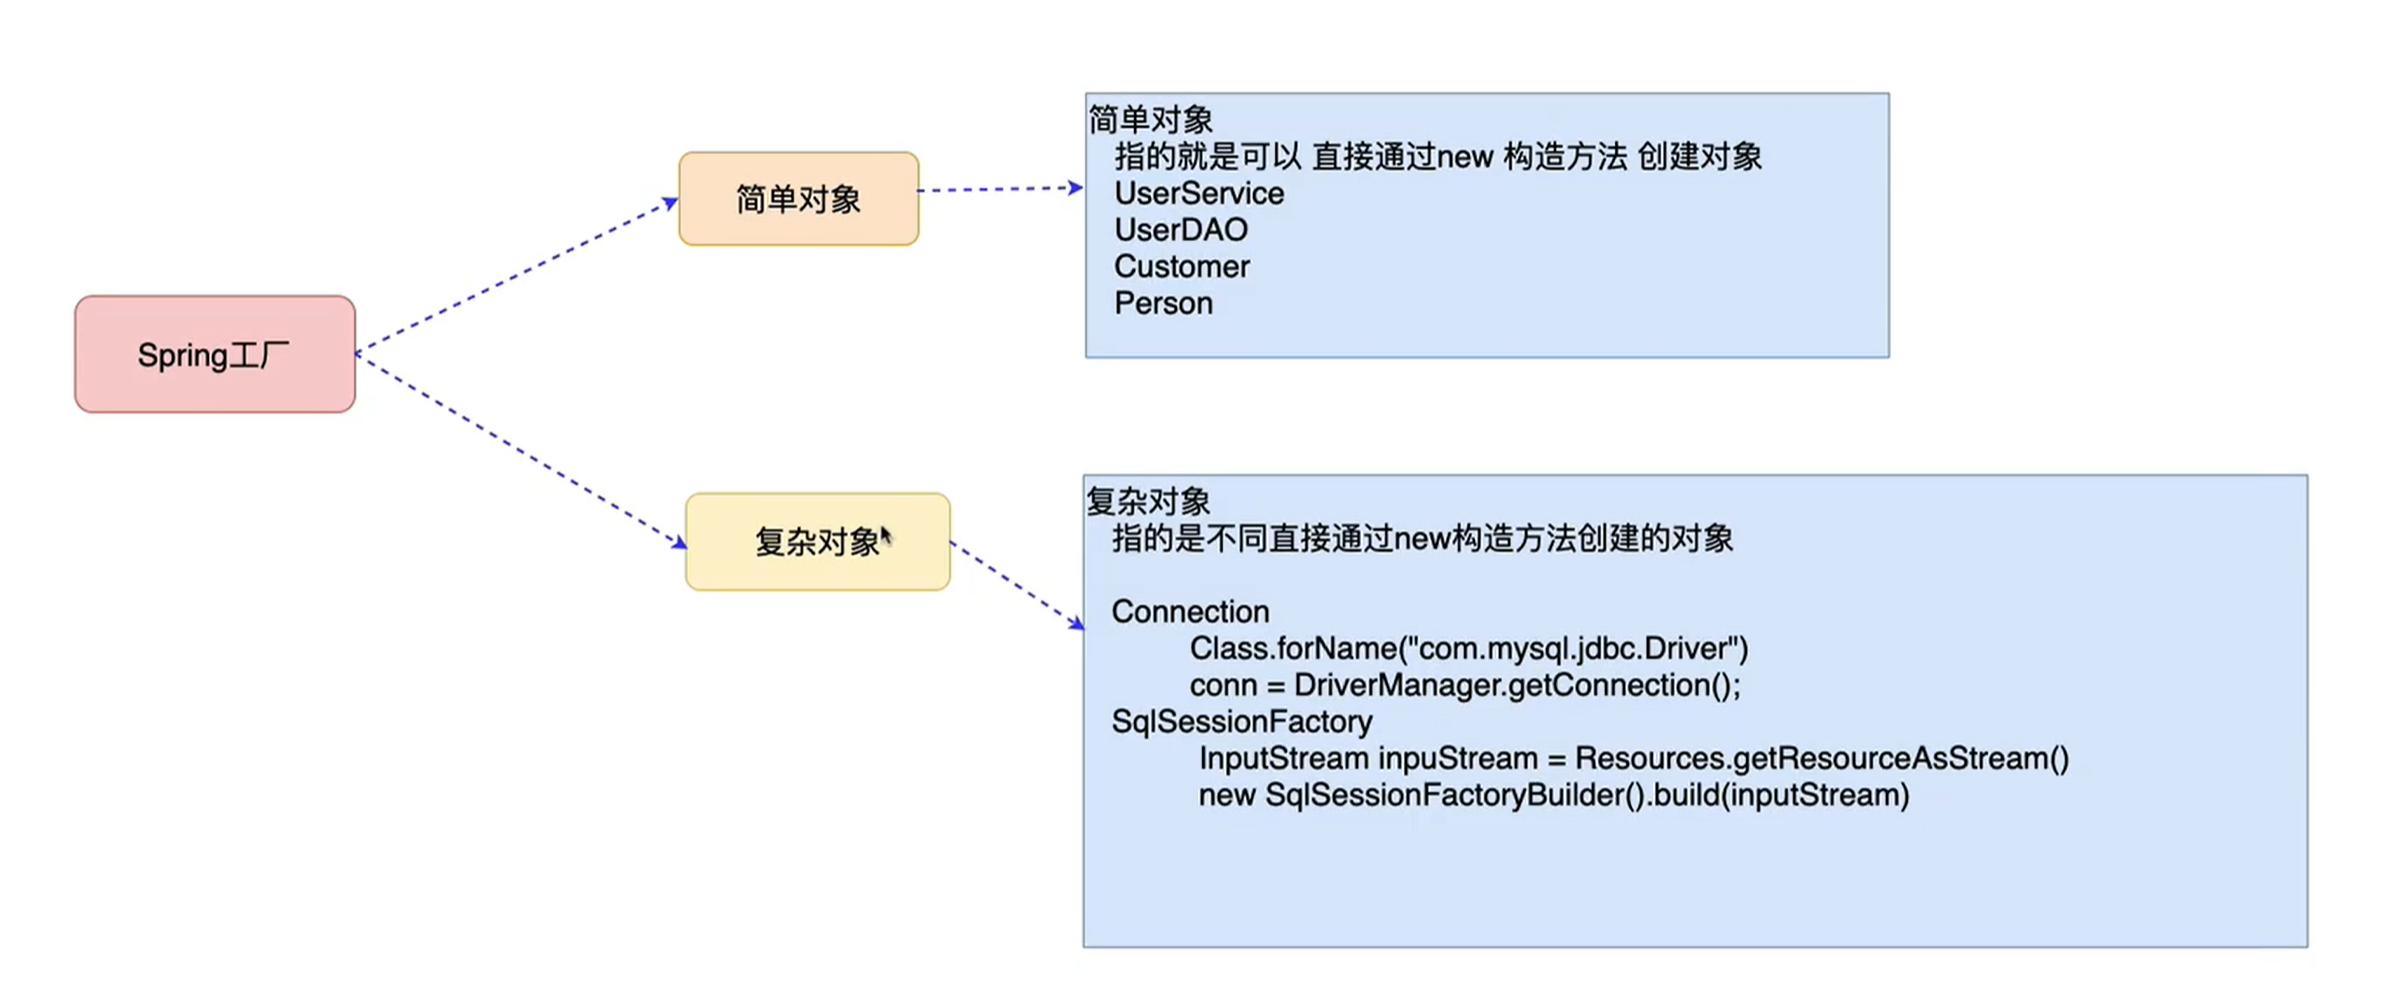 Spring工厂
简单对象
简单对象
指的就是可以 直接通过new 构造方法 创建对象
UserService
UserDAO
Customer
Person
复杂对象
复杂对象
指的是不同直接通过new构造方法创建的对象
Connection
Class.forName("com.mysql.jdbc.Driver")
conn = DriverManager.getConnection();
SqlSessionFactory
InputStream inpuStream = Resources.getResourceAsStream()
new SqlSessionFactoryBuilder().build(inputStream)